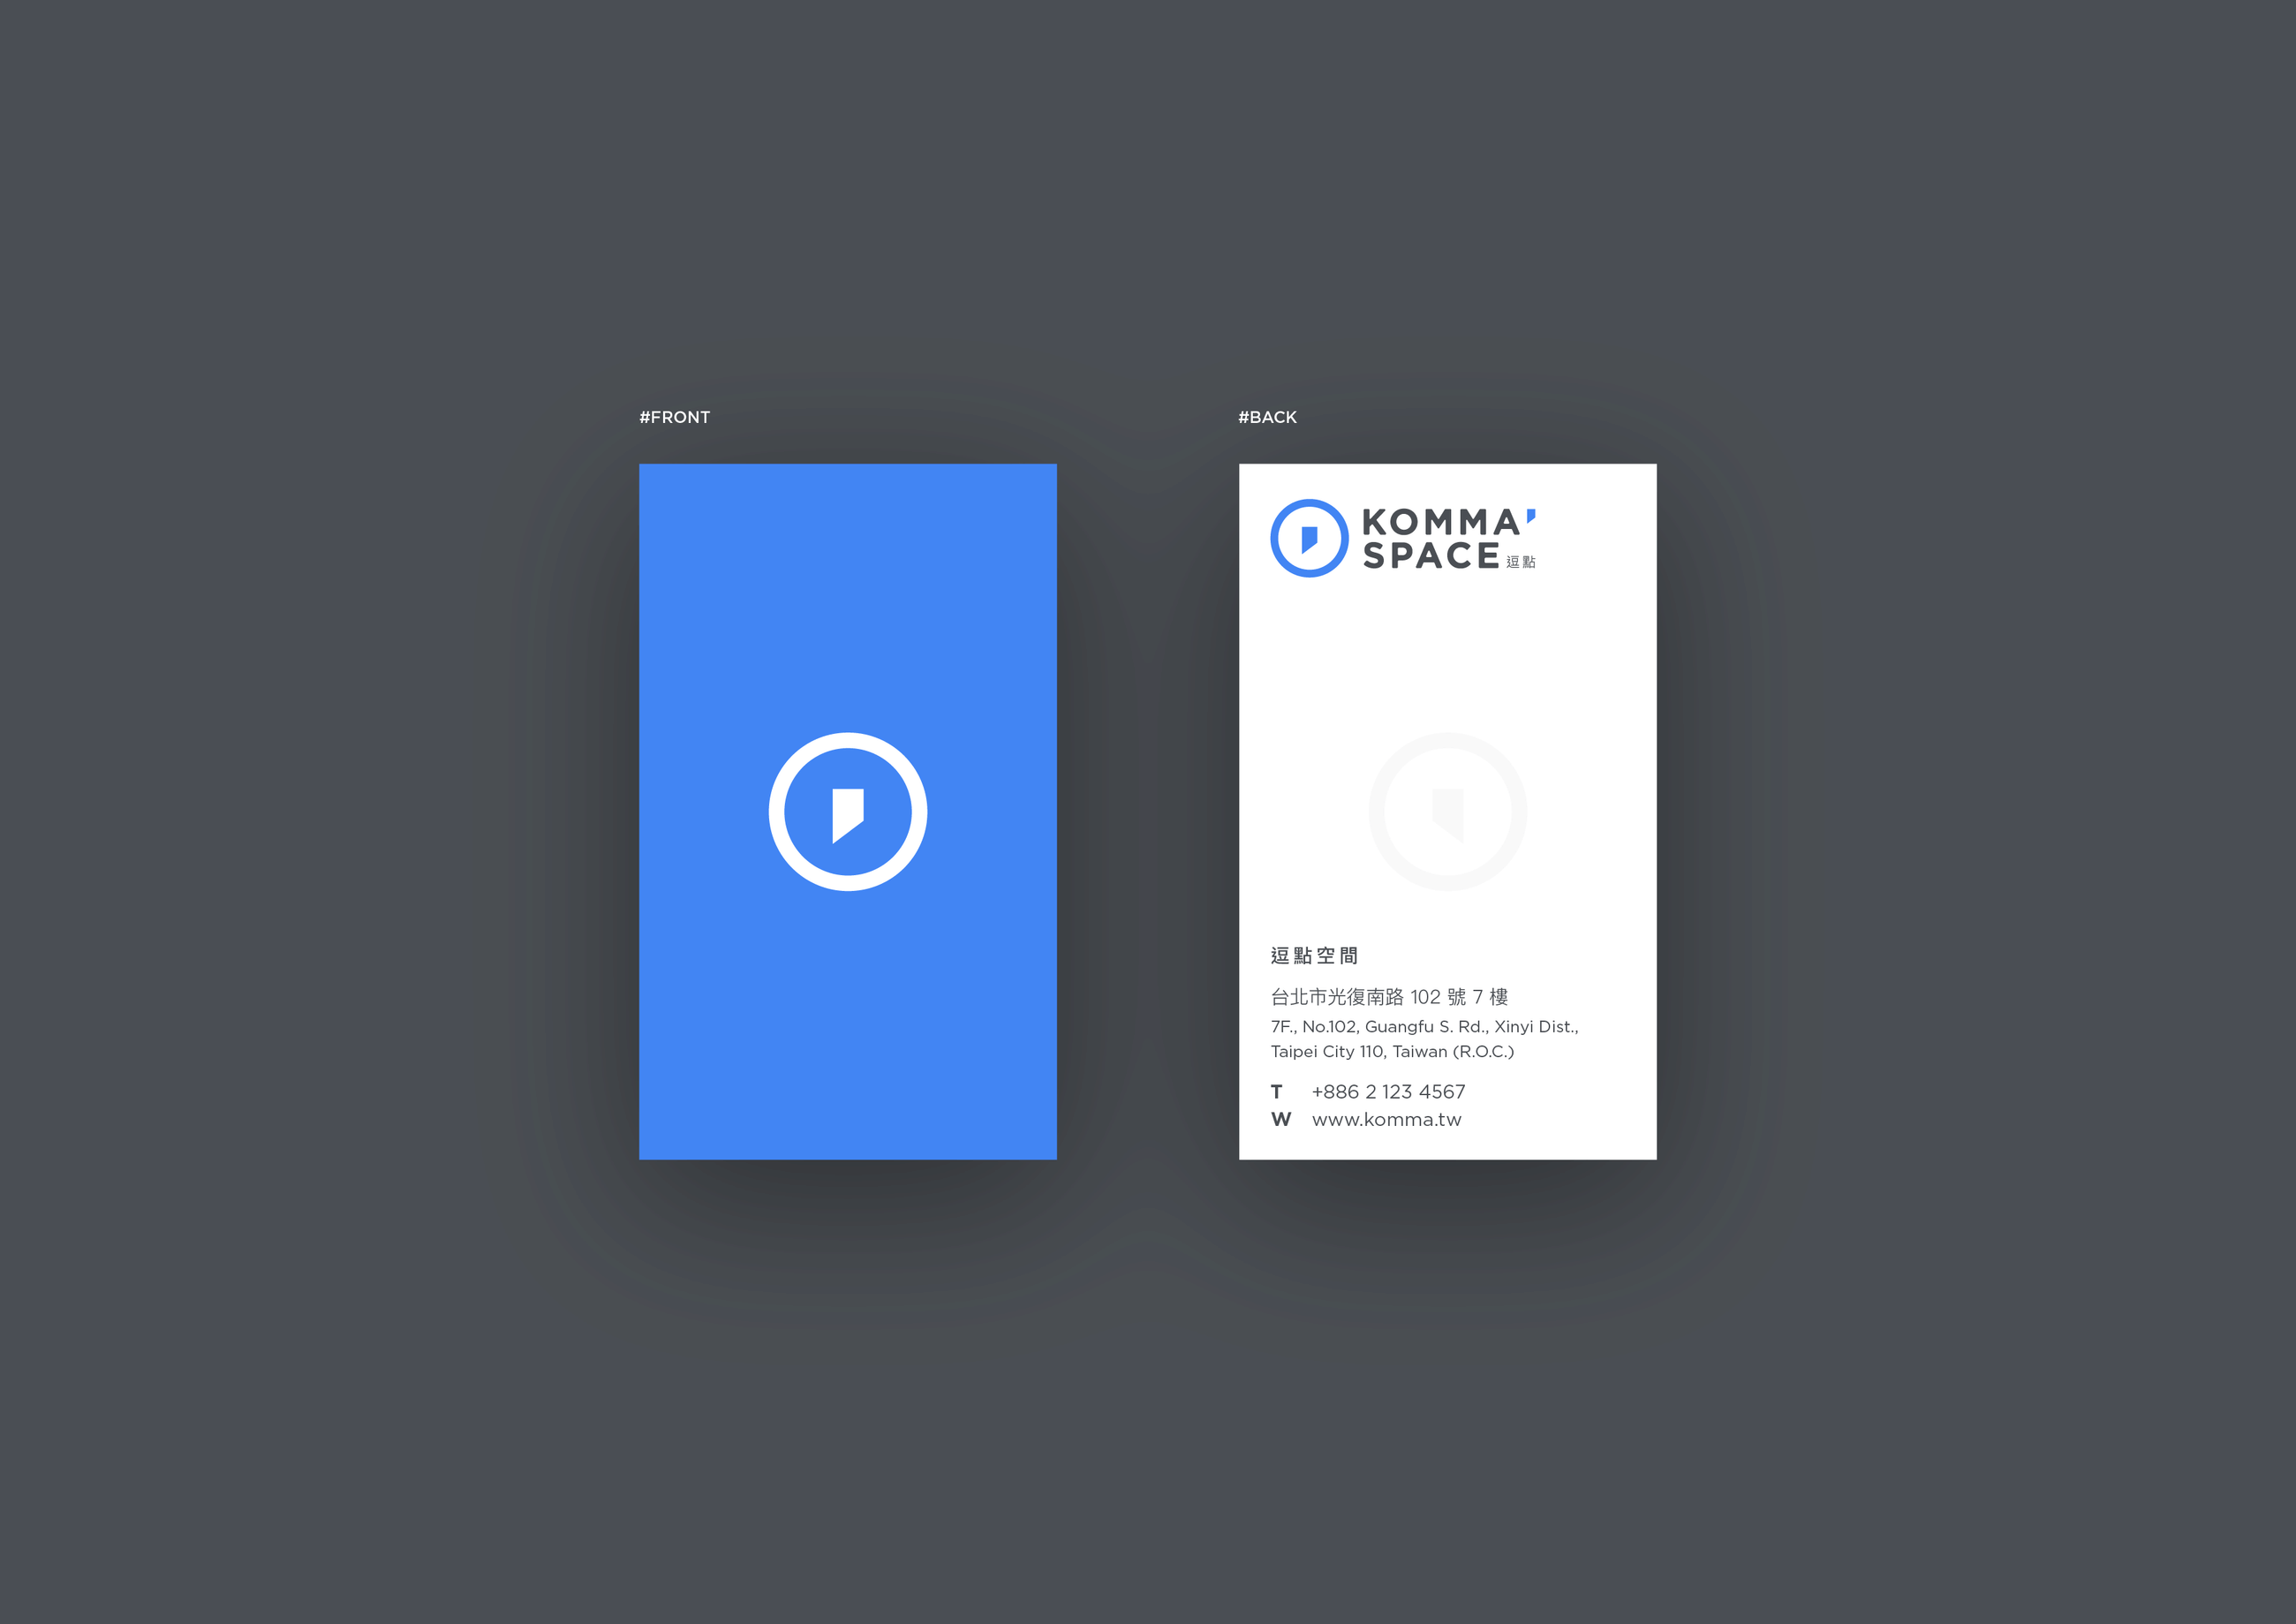 #FRONT
#BACK
KOMMA'
SPACE 逗點
逗點空間
台北市光復南路 102 號 7 樓
7F., No.102, Guangfu S. Rd., Xinyi Dist.,
Taipei City 110, Taiwan (R.O.C.)
T +886 2 123 4567
W www.komma.tw